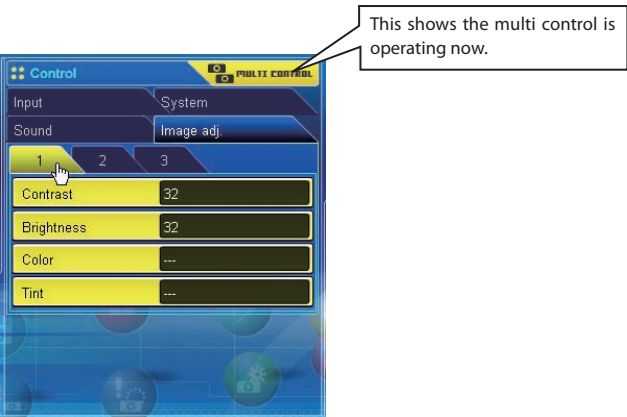 This shows the multi control is
operating now.
Control
MULTI CONTROL
Input System
Sound Image adj.
1 2 3
Contrast 32
Brightness 32
Color ---
Tint ---